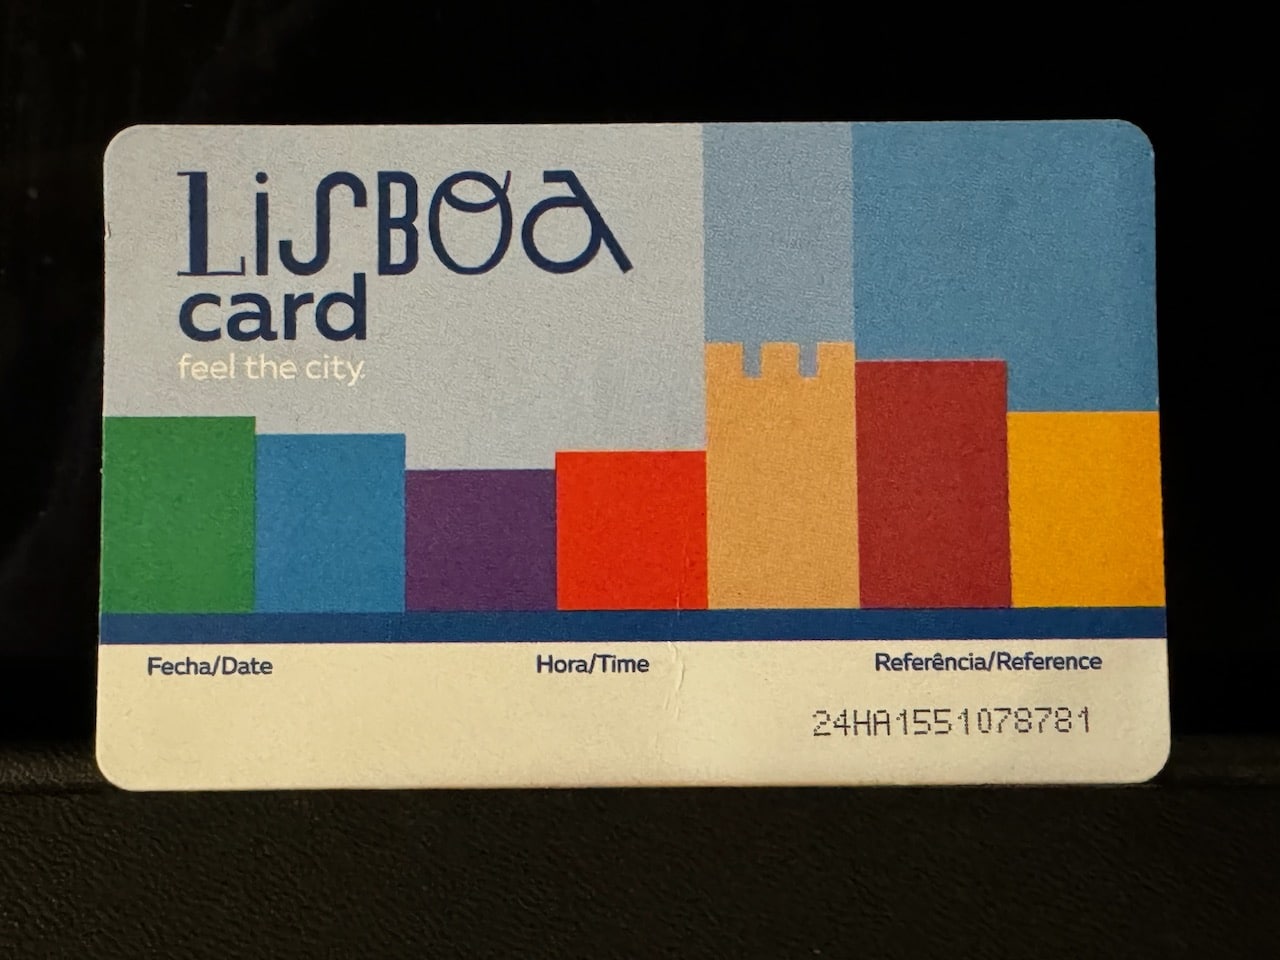 LiSBOa
card
feel the city.
Fecha/Date
Hora/Time
Referência/Reference
24HA1551078781